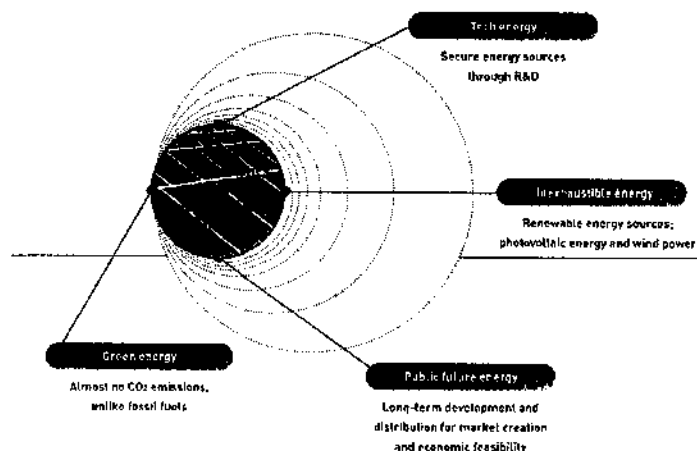 Tech energy
Secure energy sources
through R&D
Inexhaustible energy
Renewable energy sources;
photovoltaic energy and wind power
Green energy
Almost no CO₂ emissions,
unlike fossil fuels
Public future energy
Long-term development and
distribution for market creation
and economic feasibility